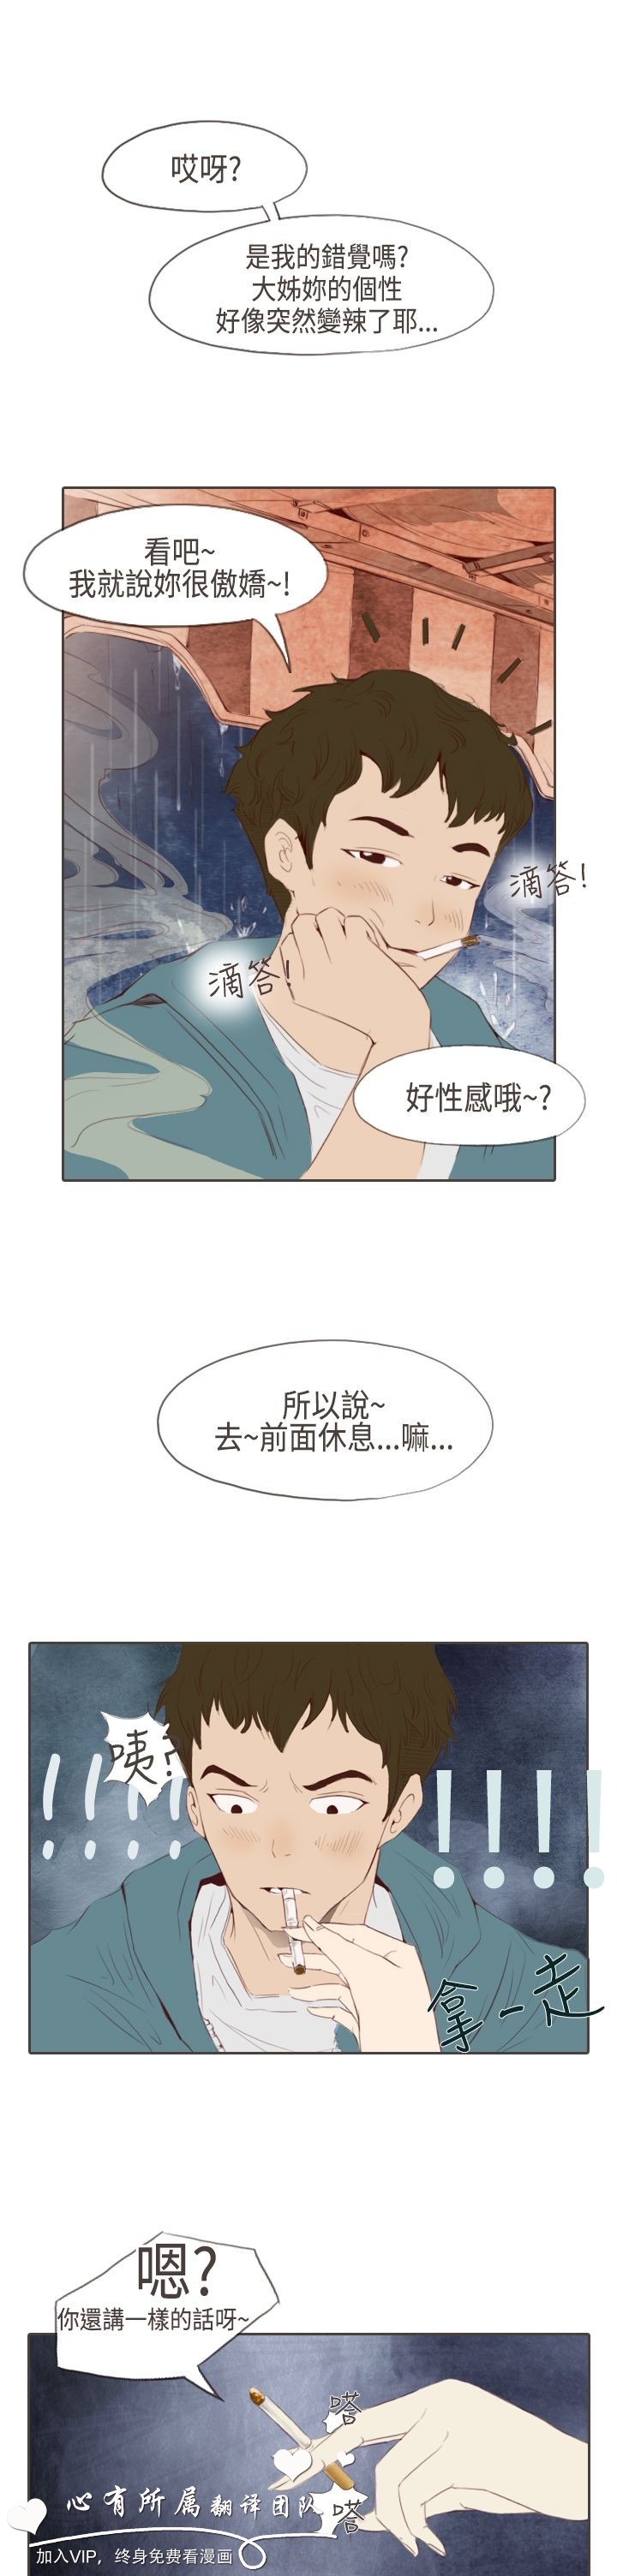 哎呀?
是我的錯覺嗎?
大姊妳的個性
好像突然變辣了耶...
看吧~
我就說妳很傲嬌~!
滴答!
滴答!
好性感哦~?
所以說~
去~前面休息...嘛...
咦?
!!!!
!!!!
拿一走
嗯?
你還講一樣的話呀~
嗒
嗒
心有所属翻译团队
加入VIP，终身免费看漫画